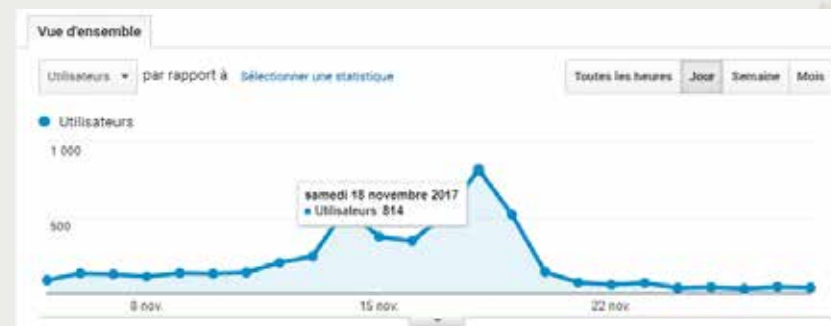 Vue d'ensemble
Utilisateurs par rapport à Sélectionner une statistique
Toutes les heures Jour Semaine Mois
Utilisateurs
1 000
samedi 18 novembre 2017
Utilisateurs 814
500
8 nov. 15 nov. 22 nov.